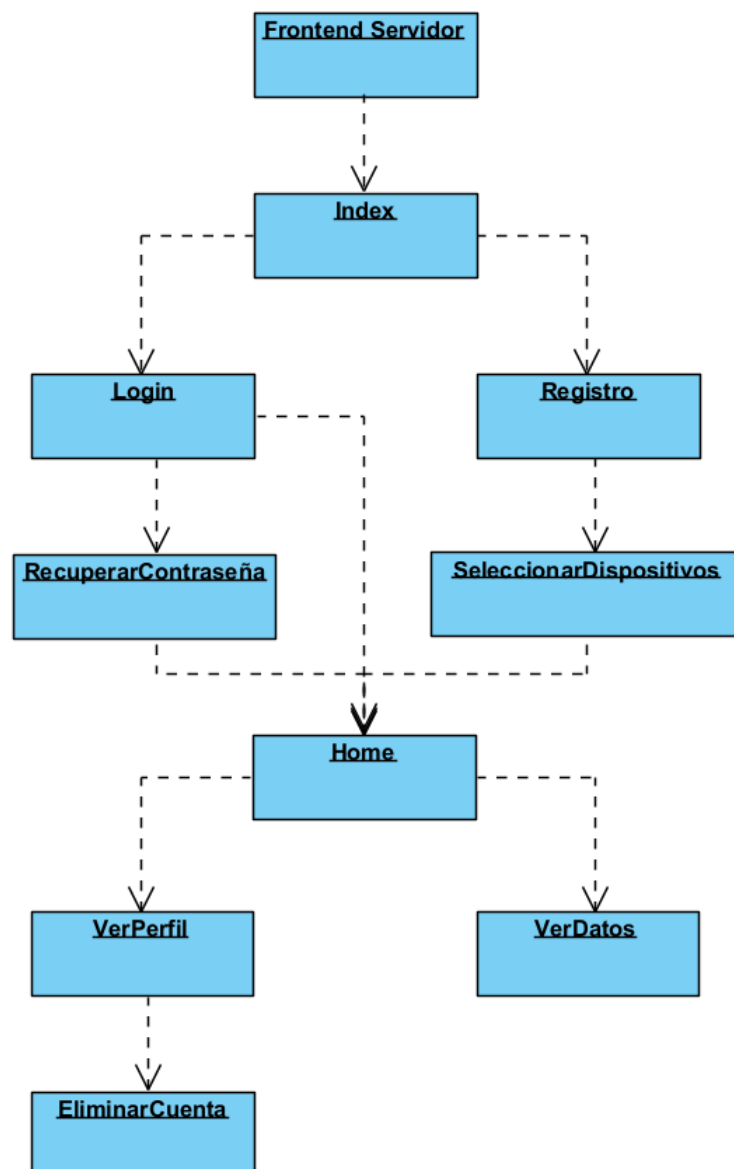 Frontend Servidor
Index
Login
Registro
RecuperarContraseña
SeleccionarDispositivos
Home
VerPerfil
VerDatos
EliminarCuenta